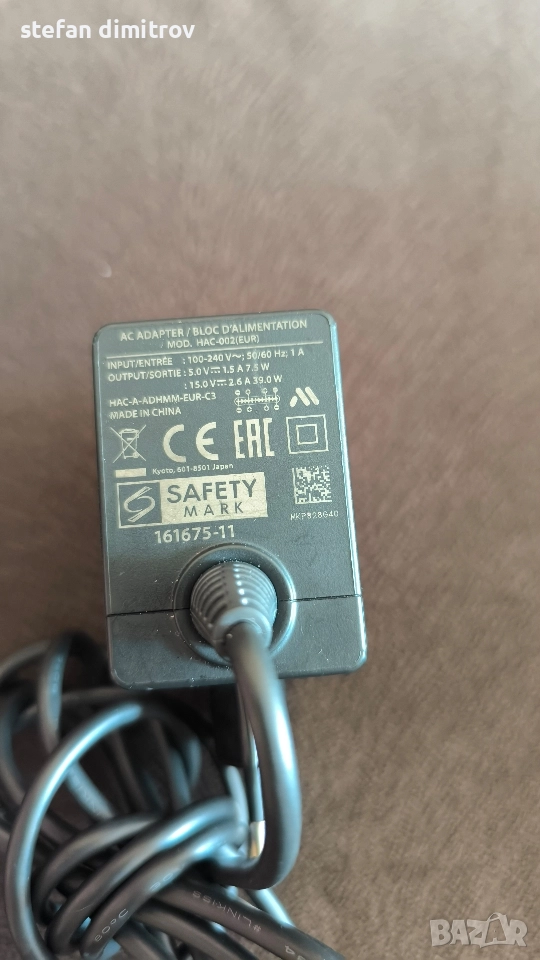 stefan dimitrov
AC ADAPTER / BLOC D'ALIMENTATION
MOD. HAC-002(EUR)
INPUT/ENTRÉE : 100-240 V~; 50/60 Hz; 1 A
OUTPUT/SORTIE : 5.0 V⎓ 1.5 A 7.5 W
: 15.0 V⎓ 2.6 A 39.0 W
HAC-A-ADHMM-EUR-C3
MADE IN CHINA
CE EAC
Kyoto, 601-8501 Japan
SAFETY
MARK
161675-11
HKP828G40
BAZAR